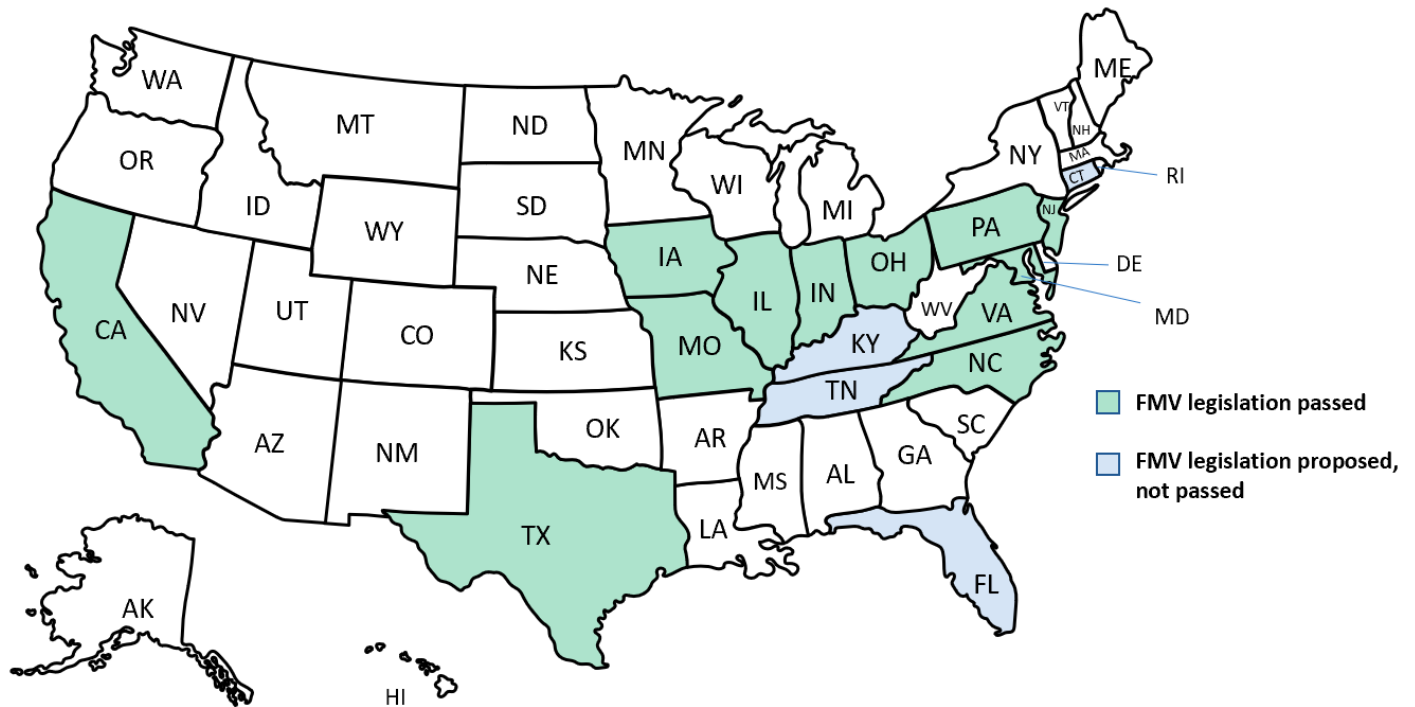 WA
MT
ND
MN
ME
VT
NH
OR
ID
SD
WI
MI
NY
MA
CT
RI
WY
NE
IA
PA
NJ
NV
UT
CO
IL
IN
OH
DE
WV
VA
MD
CA
KS
MO
KY
NC
TN
AZ
NM
OK
AR
SC
MS
AL
GA
TX
LA
FL
AK
HI
FMV legislation passed
FMV legislation proposed,
not passed